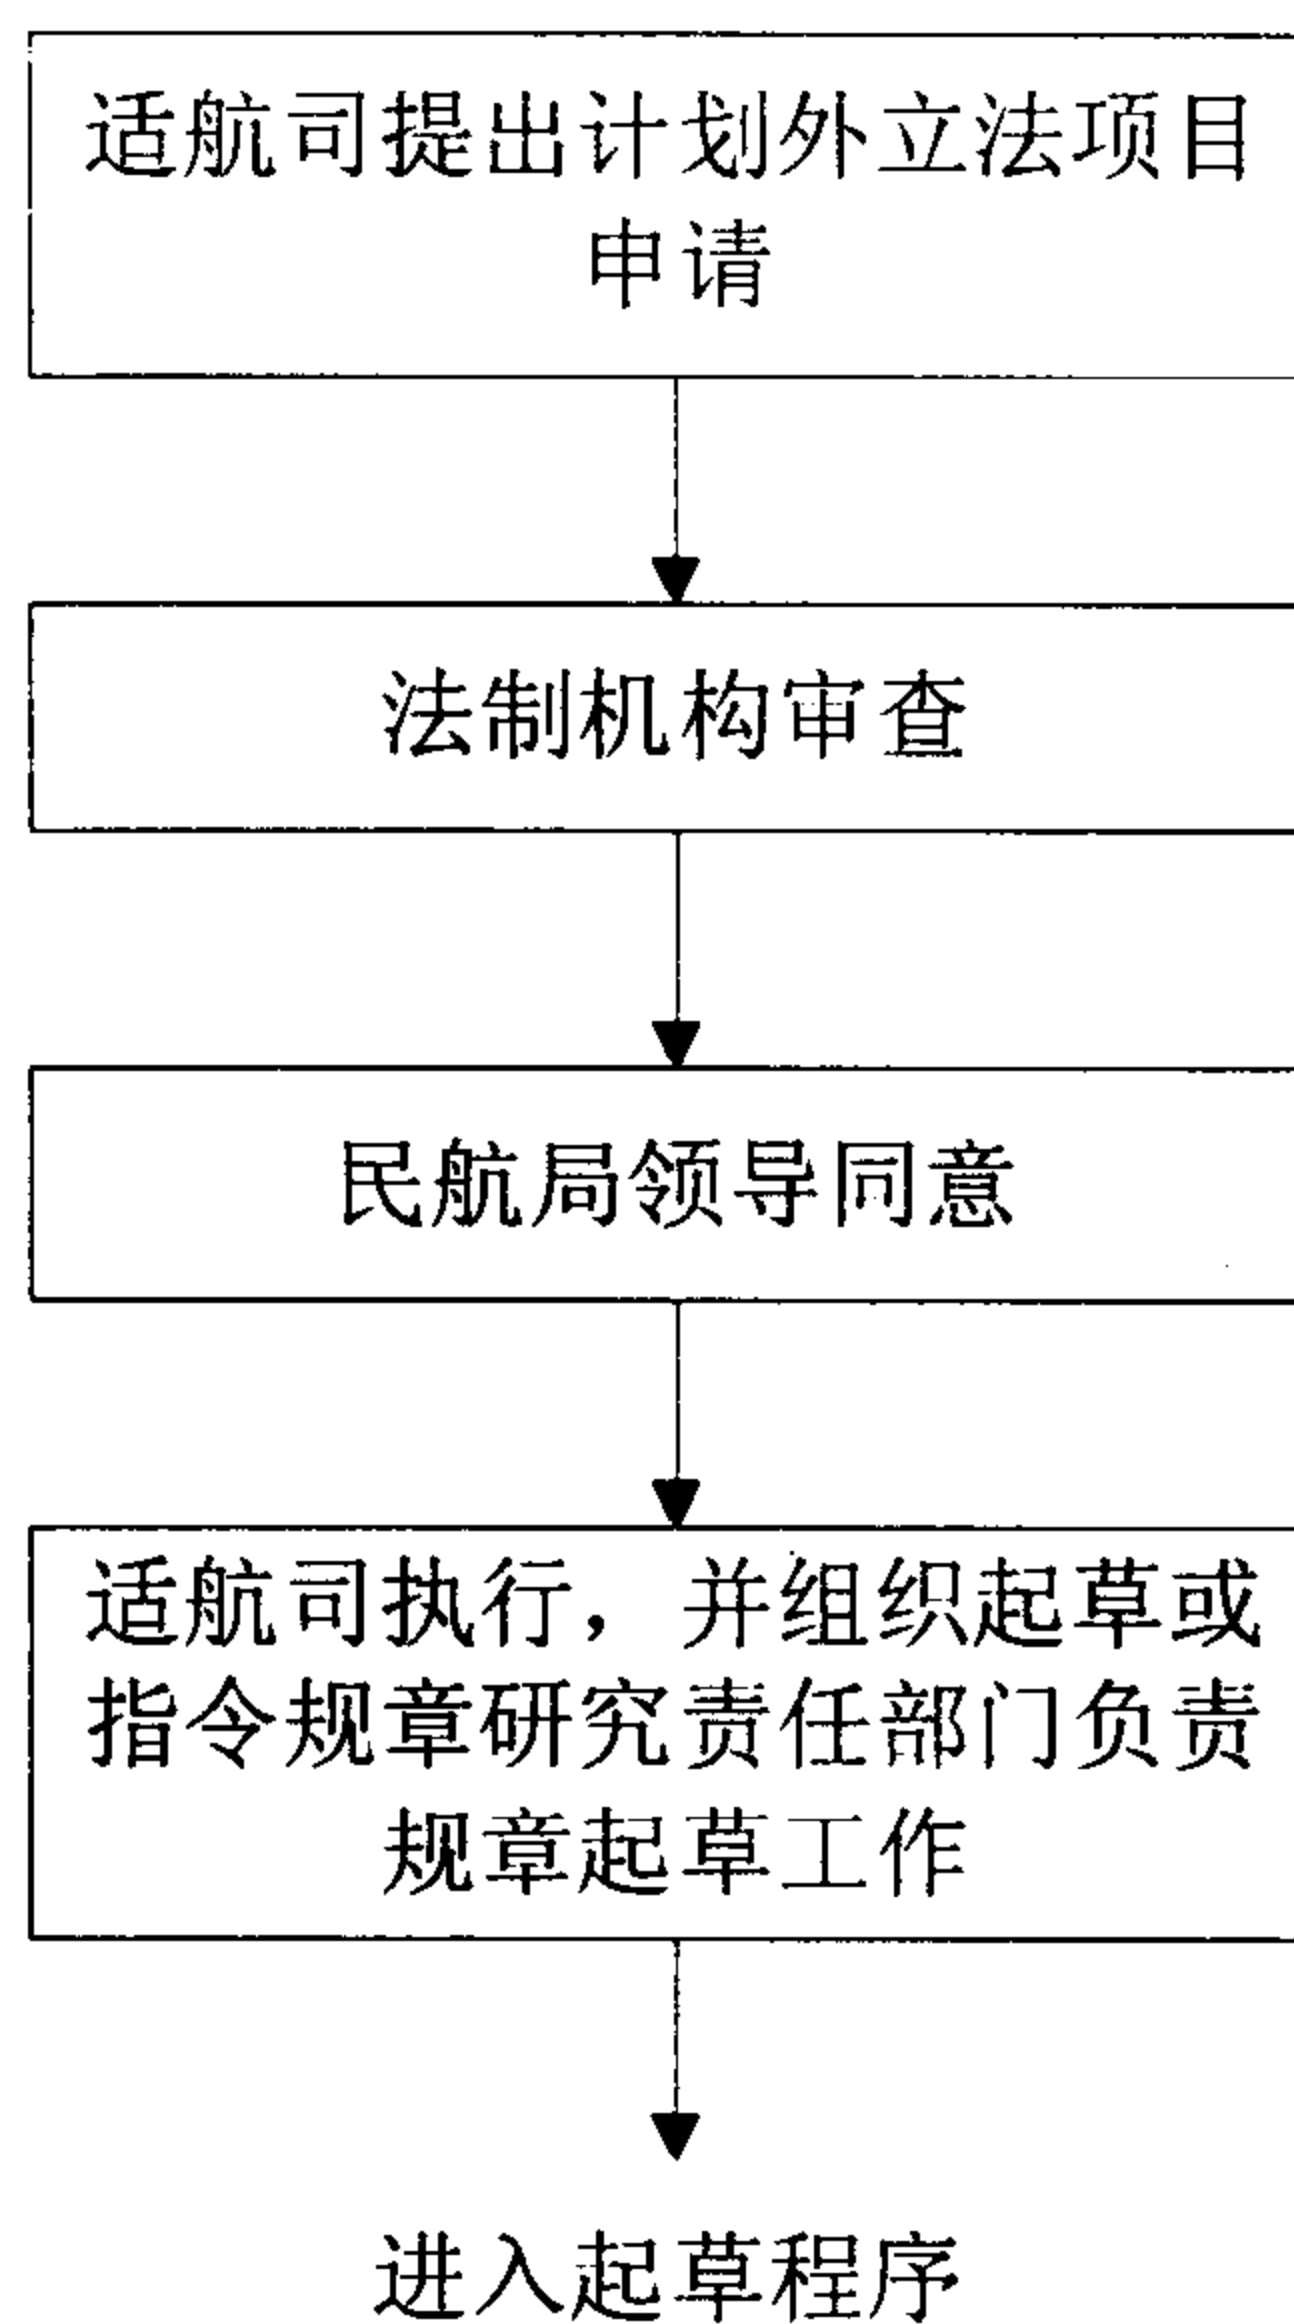 适航司提出计划外立法项目
申请
法制机构审查
民航局领导同意
适航司执行，并组织起草或
指令规章研究责任部门负责
规章起草工作
进入起草程序